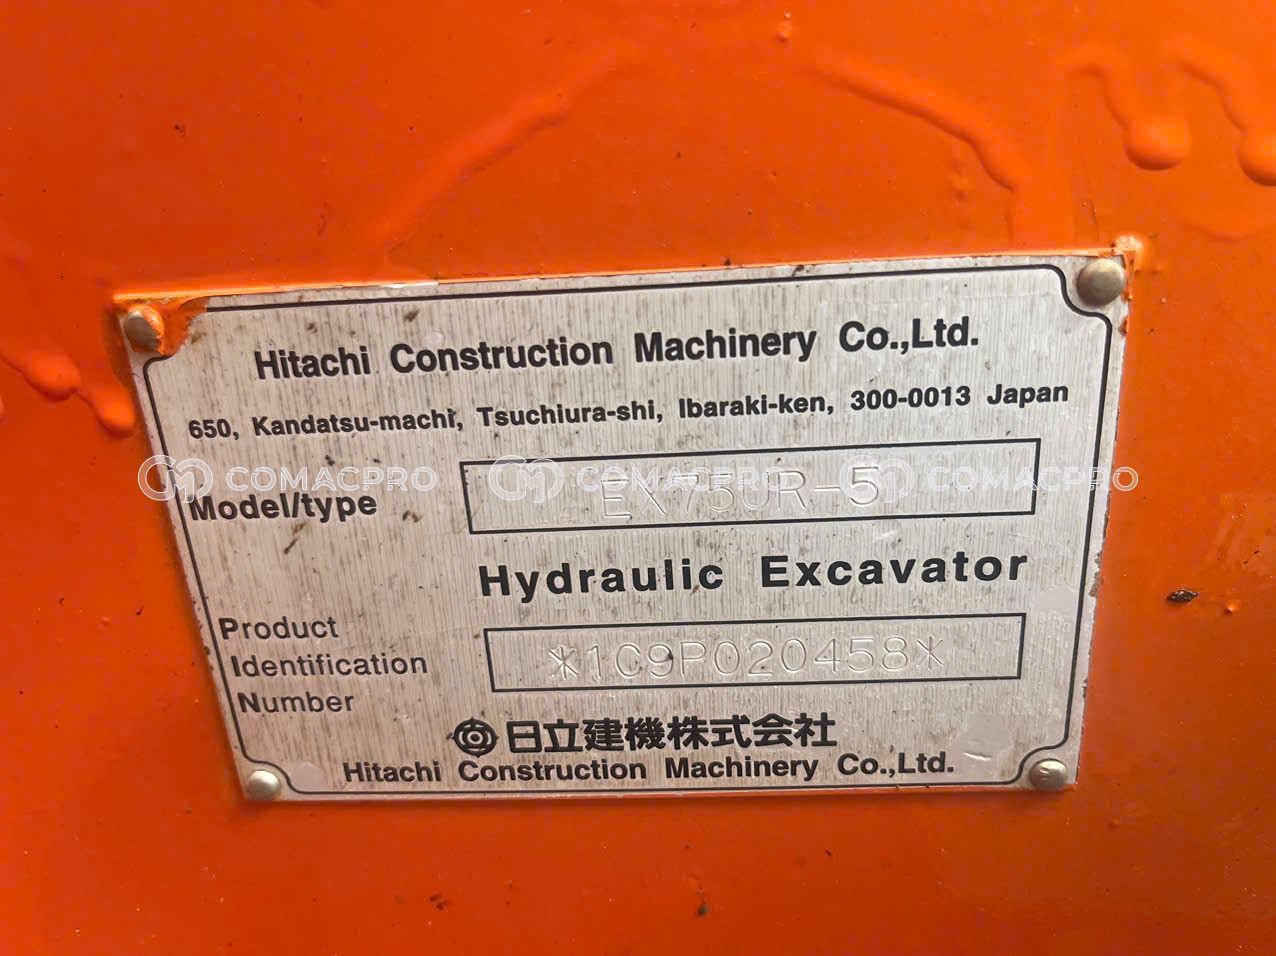 Hitachi Construction Machinery Co.,Ltd.
650, Kandatsu-machi, Tsuchiura-shi, Ibaraki-ken, 300-0013 Japan
COMACPRO COMACPRO COMACPRO
Model/type EX75UR-5
Hydraulic Excavator
Product
Identification
Number
*1C9P020458*
日立建機株式会社
Hitachi Construction Machinery Co.,Ltd.